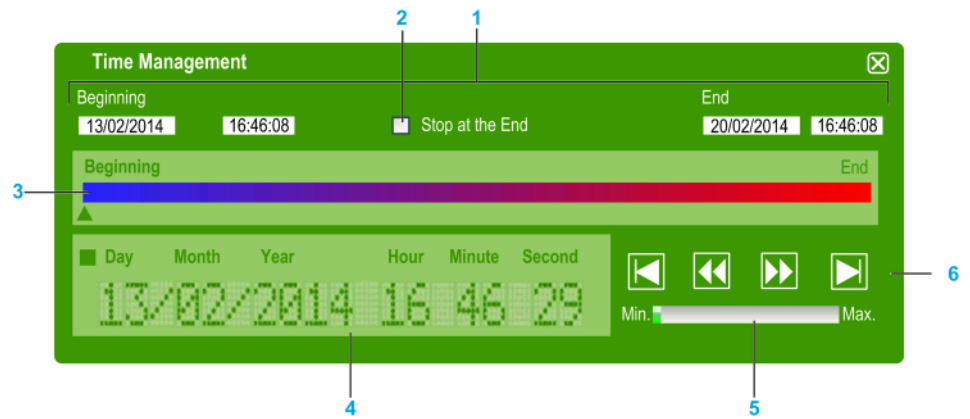 2 1
Time Management
Beginning End
13/02/2014 16:46:08 Stop at the End 20/02/2014 16:46:08
Beginning End
3
Day Month Year Hour Minute Second
6
13/02/2014 16 46 29
Min. Max.
4 5